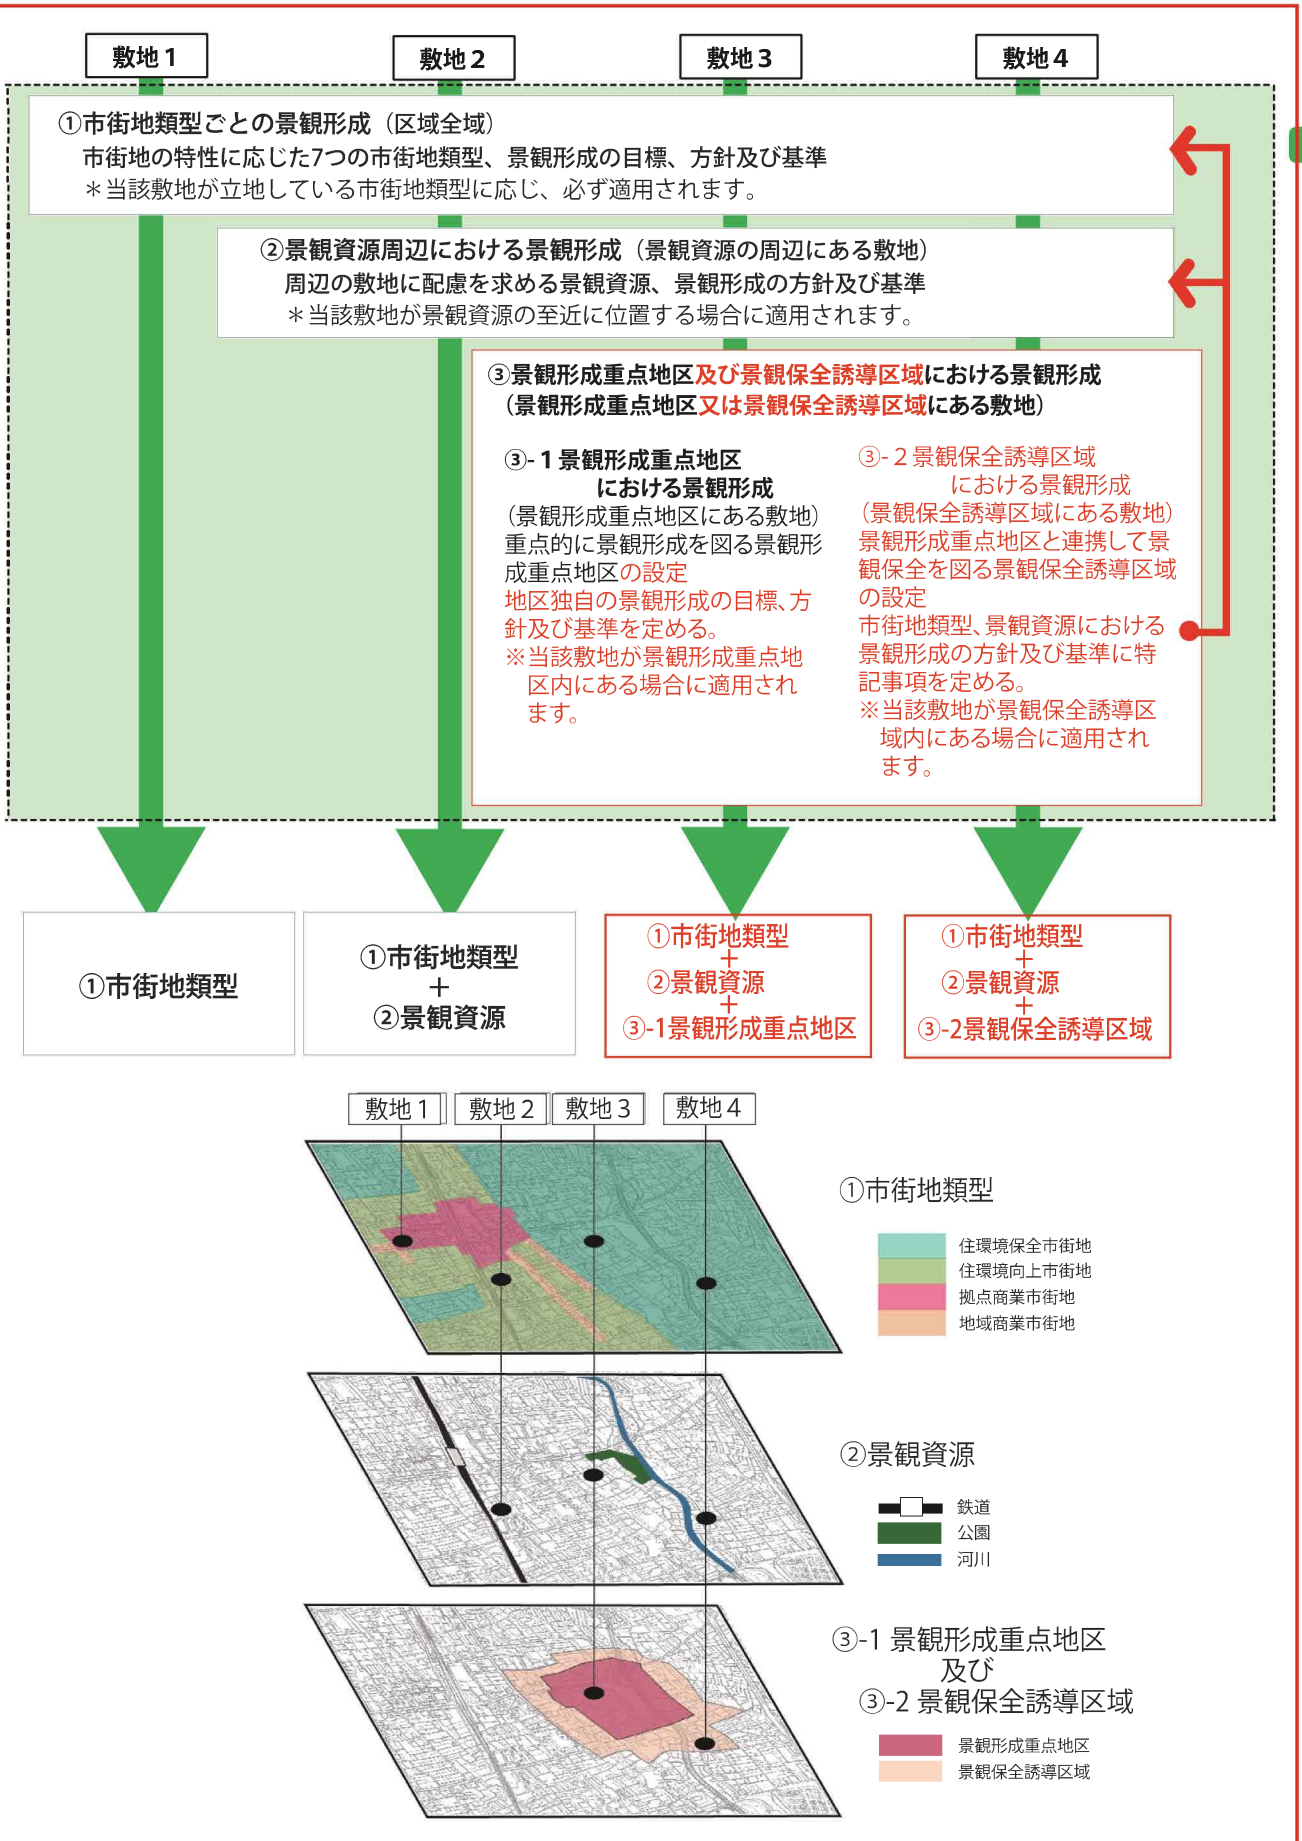 敷地1
敷地2
敷地3
敷地4
①市街地類型ごとの景観形成（区域全域）
市街地の特性に応じた7つの市街地類型、景観形成の目標、方針及び基準
＊当該敷地が立地している市街地類型に応じ、必ず適用されます。
②景観資源周辺における景観形成（景観資源の周辺にある敷地）
周辺の敷地に配慮を求める景観資源、景観形成の方針及び基準
＊当該敷地が景観資源の至近に位置する場合に適用されます。
③景観形成重点地区及び景観保全誘導区域における景観形成
（景観形成重点地区又は景観保全誘導区域にある敷地）
③-1景観形成重点地区
における景観形成
（景観形成重点地区にある敷地）
重点的に景観形成を図る景観形
成重点地区の設定
地区独自の景観形成の目標、方
針及び基準を定める。
※当該敷地が景観形成重点地
区内にある場合に適用され
ます。
③-2景観保全誘導区域
における景観形成
（景観保全誘導区域にある敷地）
景観形成重点地区と連携して景
観保全を図る景観保全誘導区域
の設定
市街地類型、景観資源における
景観形成の方針及び基準に特
記事項を定める。
※当該敷地が景観保全誘導区
域内にある場合に適用され
ます。
①市街地類型
①市街地類型
＋
②景観資源
①市街地類型
＋
②景観資源
＋
③-1景観形成重点地区
①市街地類型
＋
②景観資源
＋
③-2景観保全誘導区域
敷地1
敷地2
敷地3
敷地4
①市街地類型
住環境保全市街地
住環境向上市街地
拠点商業市街地
地域商業市街地
②景観資源
鉄道
公園
河川
③-1 景観形成重点地区
及び
③-2 景観保全誘導区域
景観形成重点地区
景観保全誘導区域